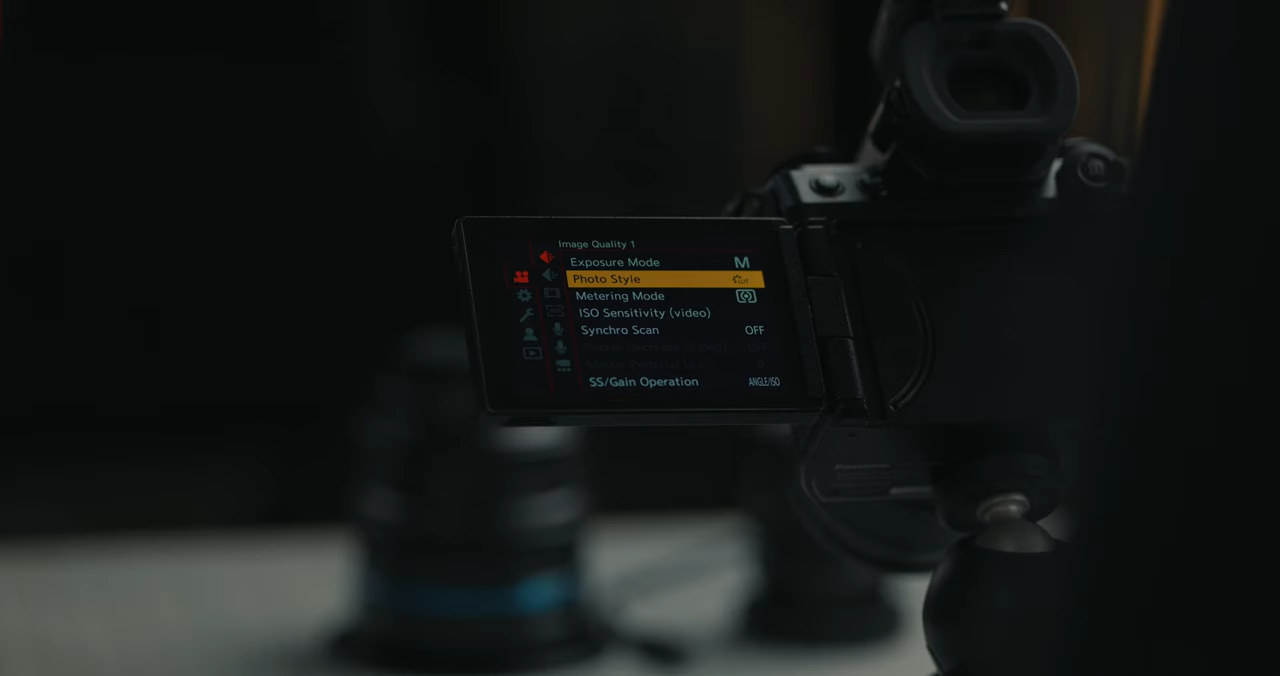 Image Quality 1
Exposure Mode M
Photo Style
Metering Mode
ISO Sensitivity (video)
Synchro Scan OFF
SS/Gain Operation ANGLE/ISO